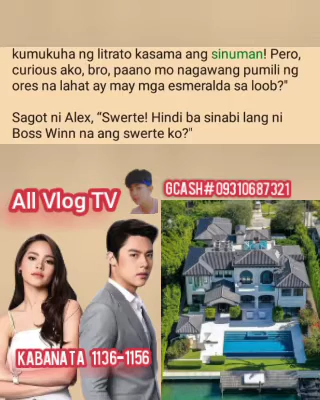 kumukuha ng litrato kasama ang sinuman! Pero,
curious ako, bro, paano mo nagawang pumili ng
ores na lahat ay may mga esmeralda sa loob?"
Sagot ni Alex, “Swerte! Hindi ba sinabi lang ni
Boss Winn na ang swerte ko?"
All Vlog TV
GCASH#09310687321
KABANATA 1136-1156